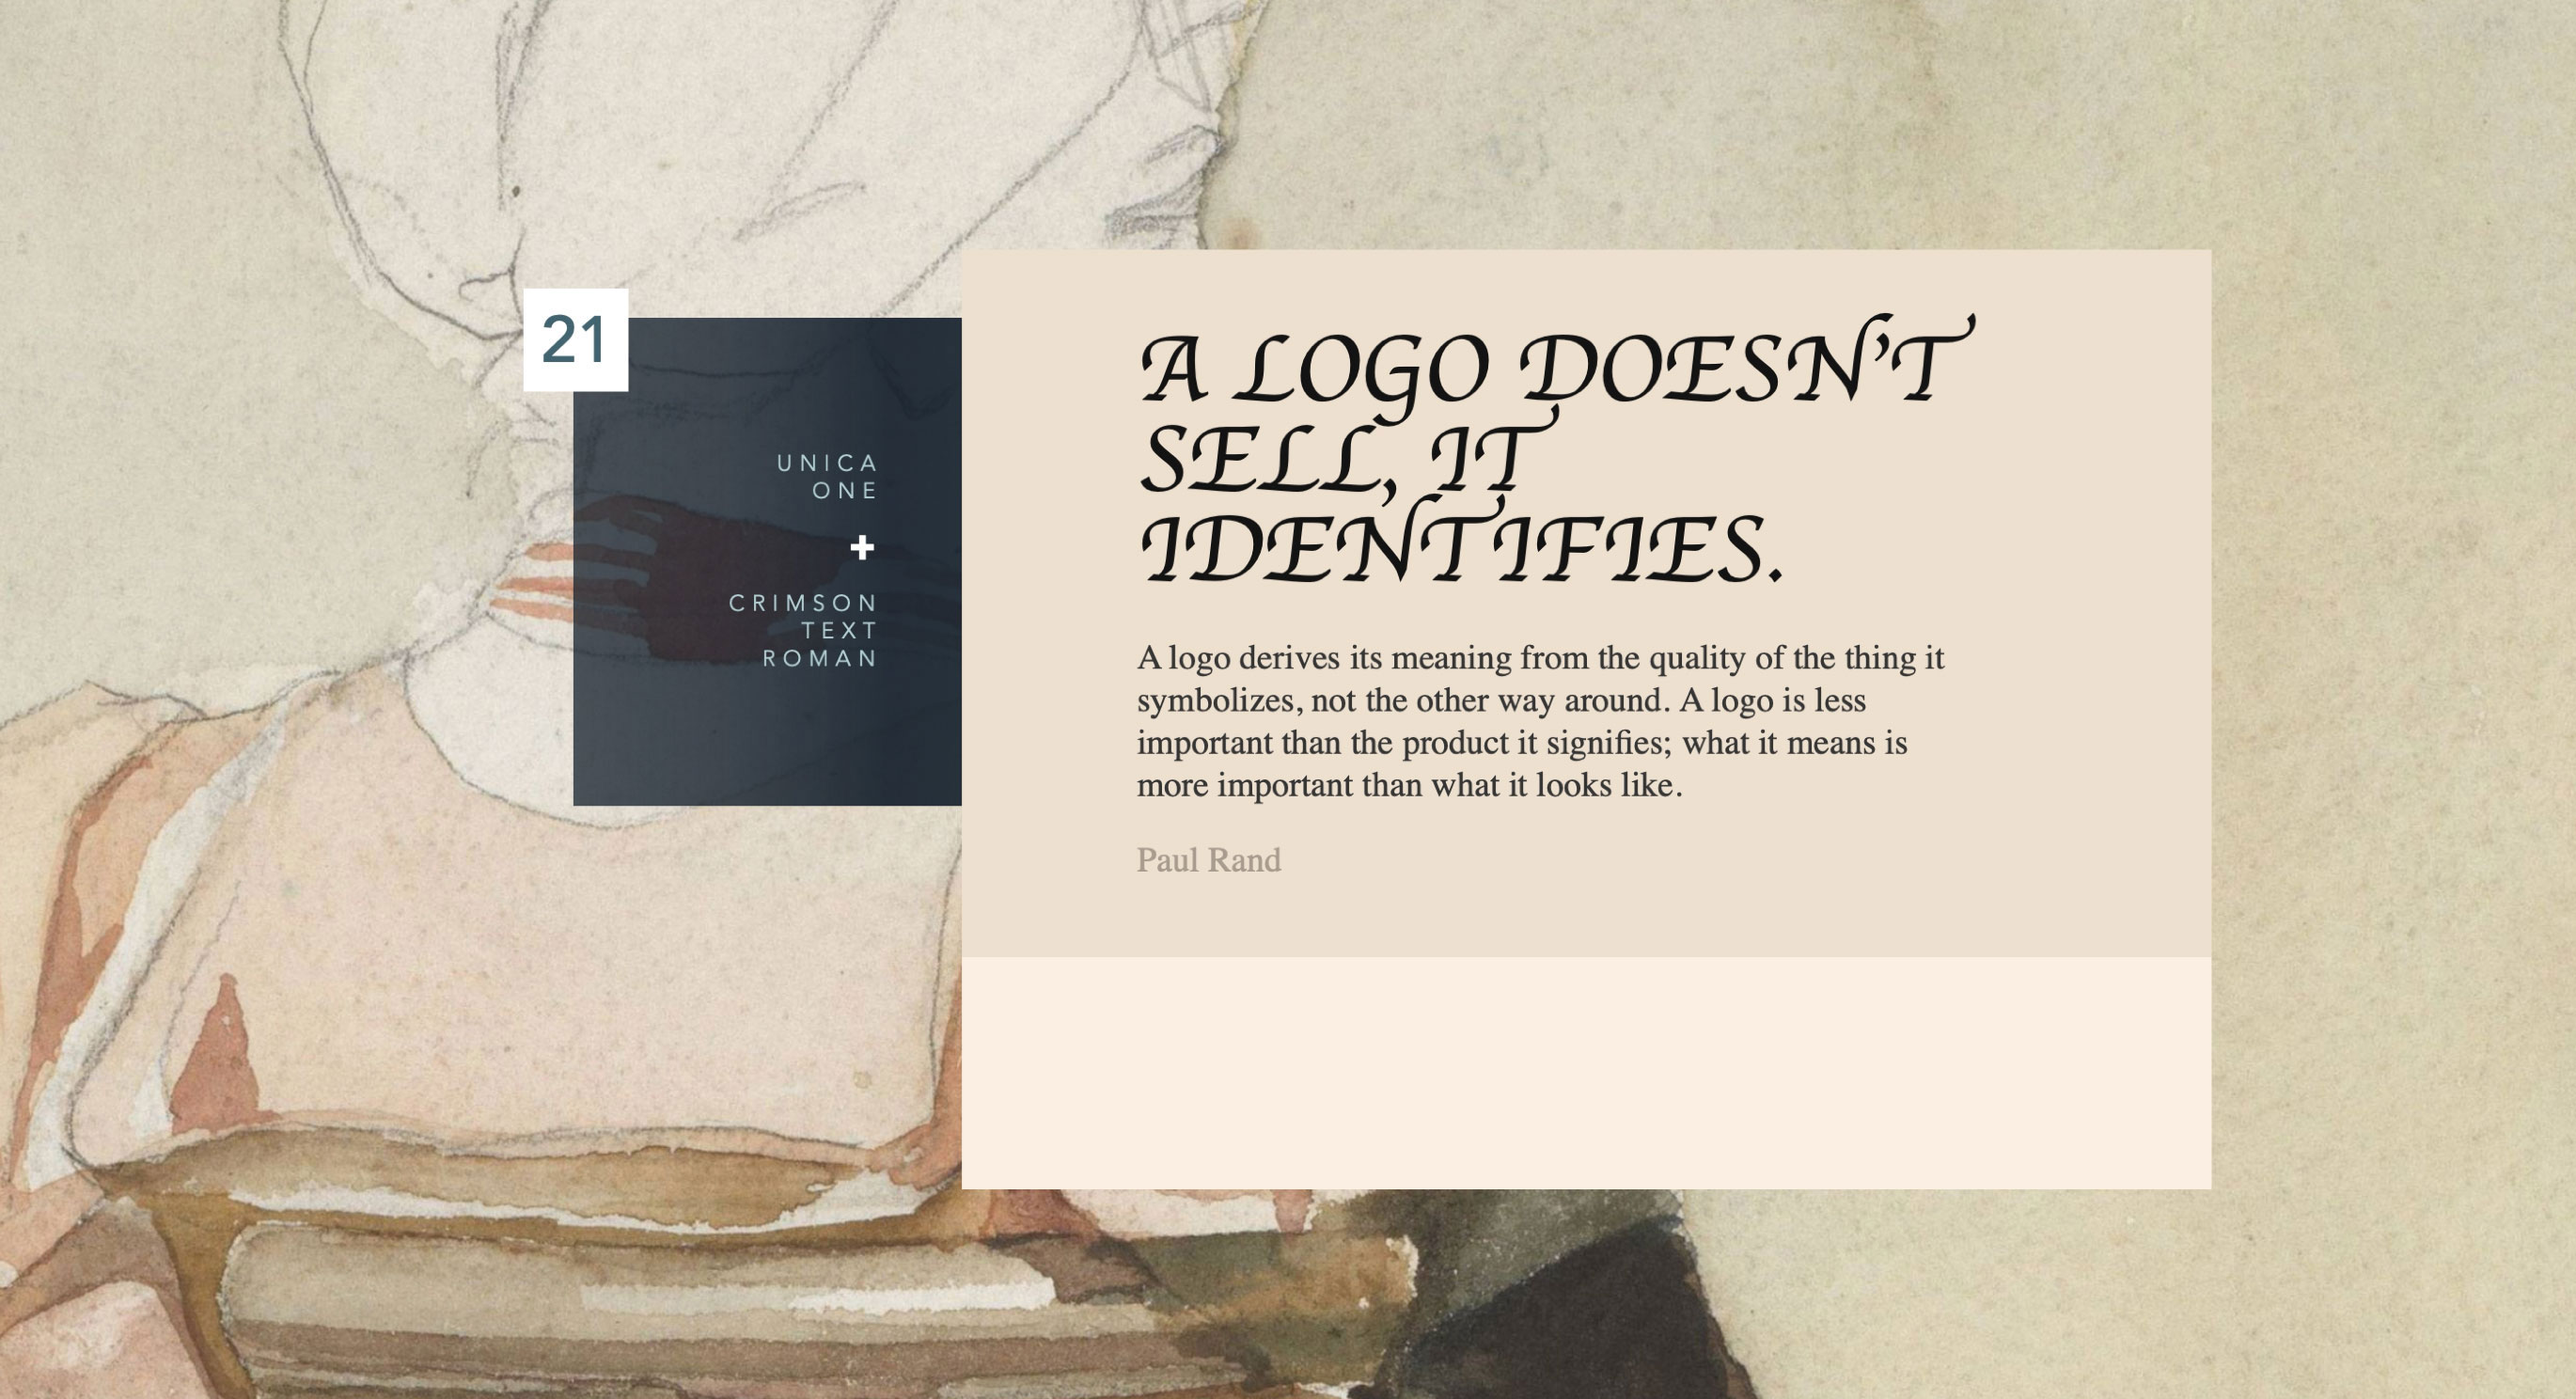 21
UNICA
ONE
+
CRIMSON
TEXT
ROMAN
A LOGO DOESN’T
SELL, IT
IDENTIFIES.
A logo derives its meaning from the quality of the thing it
symbolizes, not the other way around. A logo is less
important than the product it signifies; what it means is
more important than what it looks like.
Paul Rand